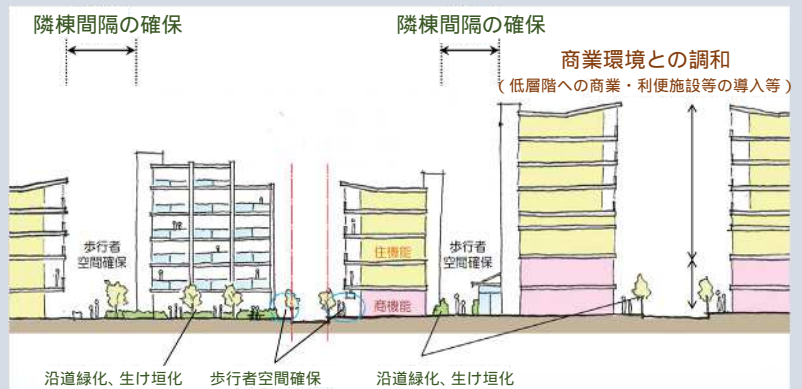 隣棟間隔の確保
隣棟間隔の確保
商業環境との調和
（低層階への商業・利便施設等の導入等）
歩行者
空間確保
住機能
商機能
歩行者
空間確保
沿道緑化、生け垣化
歩行者空間確保
沿道緑化、生け垣化